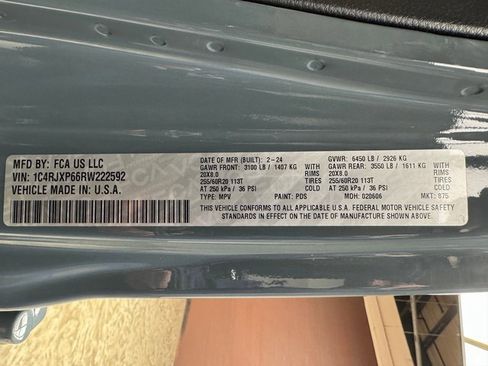 MFD BY: FCA US LLC
VIN: 1C4RJXP66RW222592
VEHICLE MADE IN: U.S.A.
DATE OF MFR (BUILT): 2-24
GVWR: 6450 LB / 2926 KG
GAWR FRONT: 3100 LB / 1407 KG WITH
GAWR REAR: 3550 LB / 1611 KG WITH
20X8.0 RIMS
20X8.0 RIMS
255/60R20 113T TIRES
255/60R20 113T TIRES
AT 250 kPa / 36 PSI
AT 250 kPa / 36 PSI
TYPE: MPV PAINT: PDS MDH: 020606 MKT: 875
THIS VEHICLE CONFORMS TO ALL APPLICABLE U.S.A. FEDERAL MOTOR VEHICLE SAFETY
STANDARDS IN EFFECT ON THE DATE OF MANUFACTURE SHOWN ABOVE